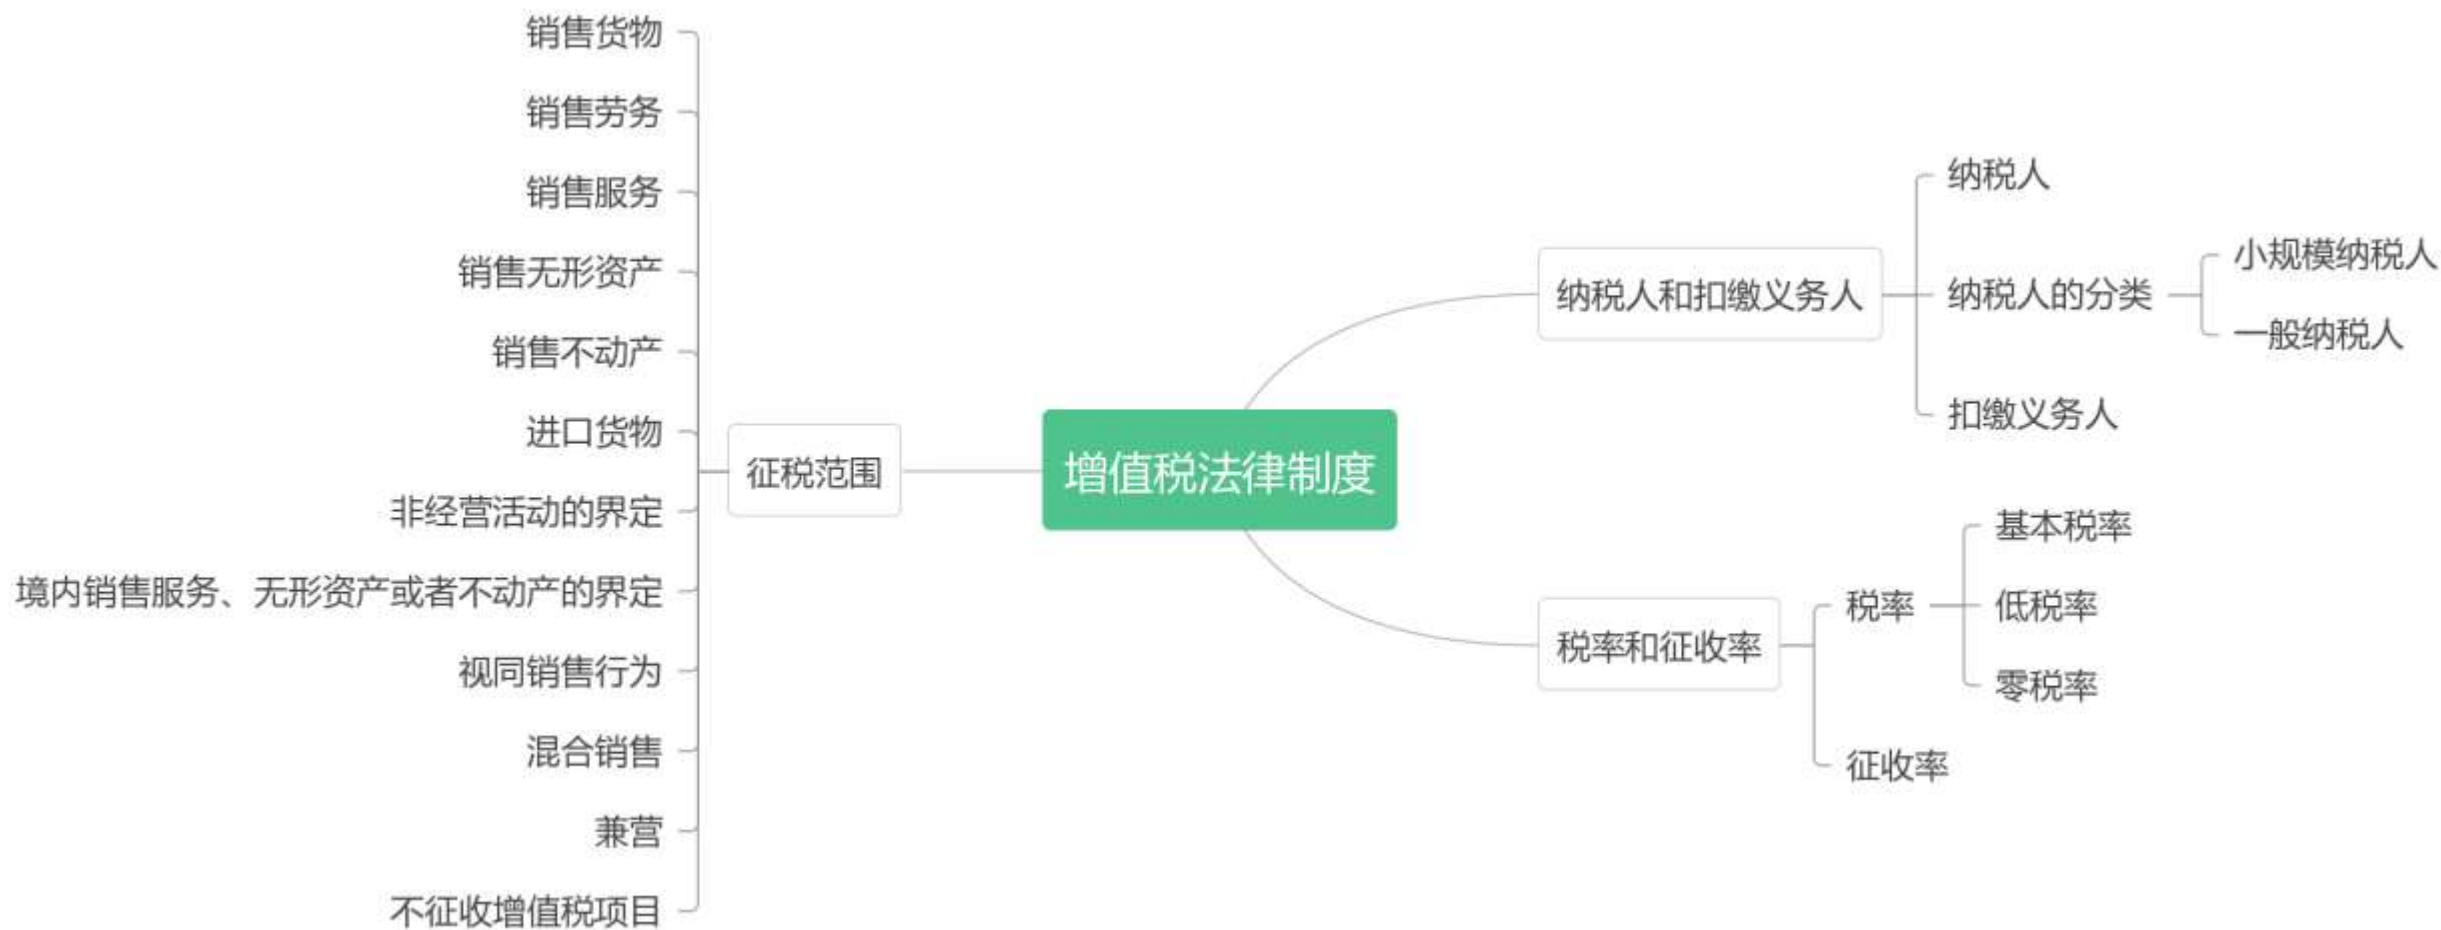 增值税法律制度
纳税人和扣缴义务人
纳税人
纳税人的分类
小规模纳税人
一般纳税人
扣缴义务人
税率和征收率
税率
基本税率
低税率
零税率
征收率
征税范围
销售货物
销售劳务
销售服务
销售无形资产
销售不动产
进口货物
非经营活动的界定
境内销售服务、无形资产或者不动产的界定
视同销售行为
混合销售
兼营
不征收增值税项目